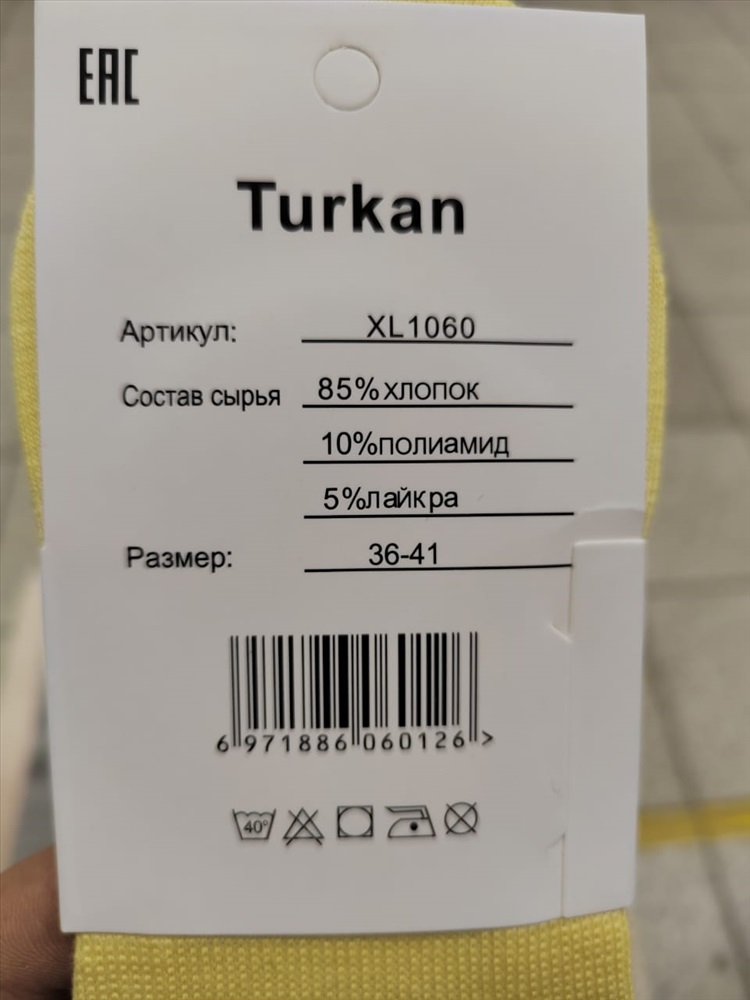 EAC
Turkan
Артикул: XL1060
Состав сырья 85%хлопок
10%полиамид
5%лайкра
Размер: 36-41
6 971886 060126 >
40°